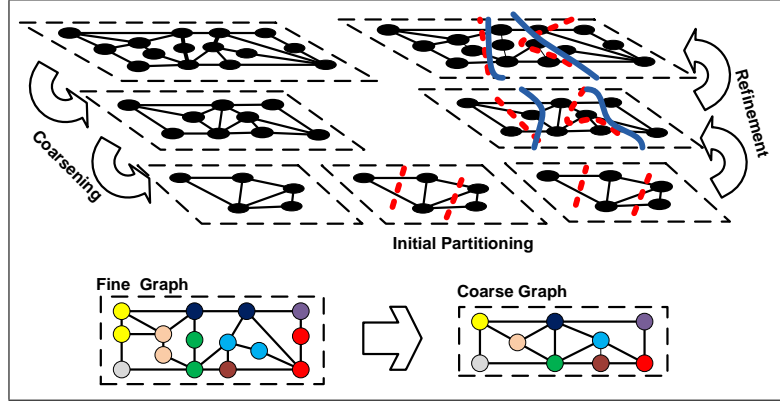 Coarsening
Refinement
Initial Partitioning
Fine Graph
Coarse Graph